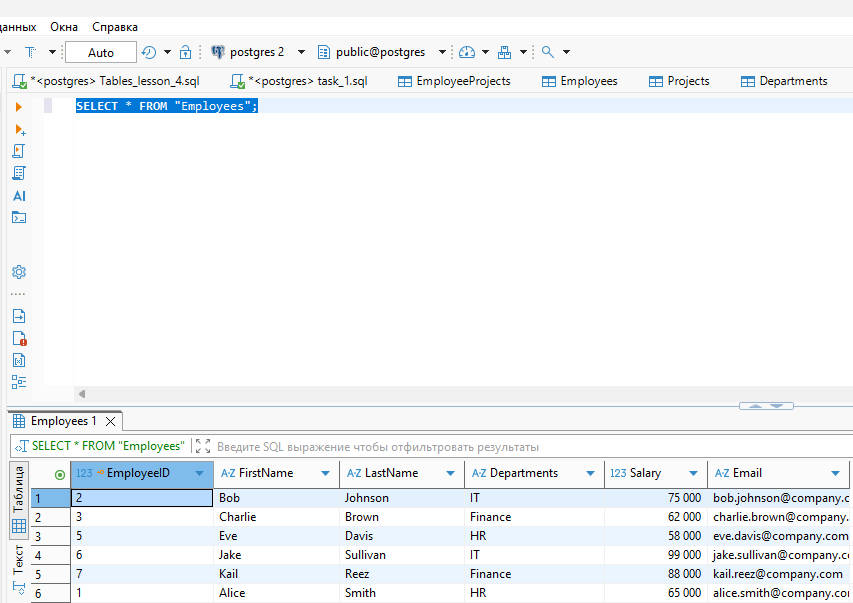 данных Окна Справка
Auto postgres 2 public@postgres
*<postgres> Tables_lesson_4.sql *<postgres> task_1.sql EmployeeProjects Employees Projects Departments
SELECT * FROM "Employees";
AI
Employees 1
SELECT * FROM "Employees" Введите SQL выражение чтобы отфильтровать результаты
Таблица
Текст
123 EmployeeID A-Z FirstName A-Z LastName A-Z Departments 123 Salary A-Z Email
1 2 Bob Johnson IT 75 000 bob.johnson@company.c
2 3 Charlie Brown Finance 62 000 charlie.brown@company.
3 5 Eve Davis HR 58 000 eve.davis@company.com
4 6 Jake Sullivan IT 99 000 jake.sullivan@company.co
5 7 Kail Reez Finance 88 000 kail.reez@company.com
6 1 Alice Smith HR 65 000 alice.smith@company.co